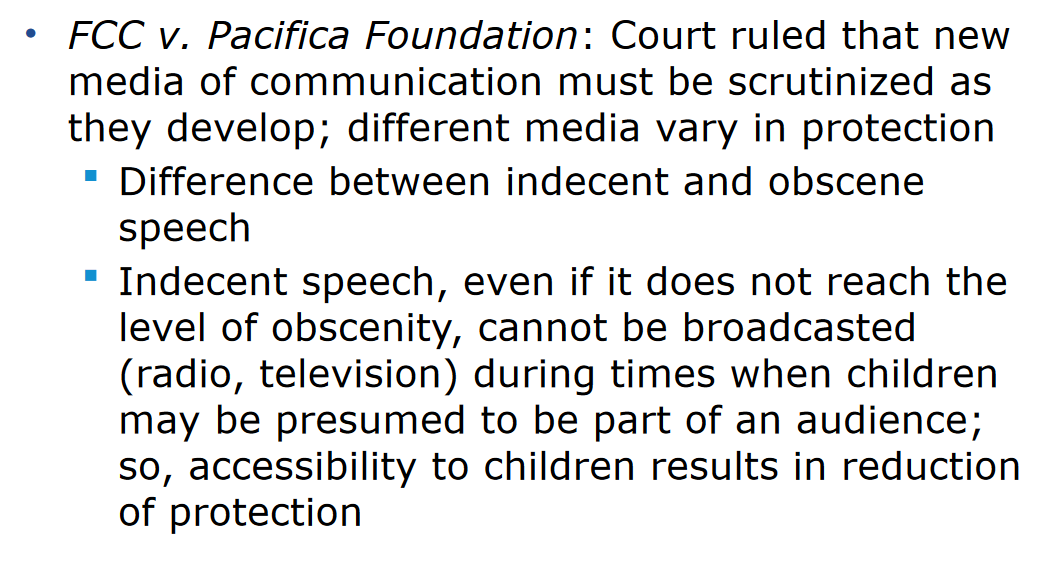 • FCC v. Pacifica Foundation: Court ruled that new
media of communication must be scrutinized as
they develop; different media vary in protection
▪ Difference between indecent and obscene
speech
▪ Indecent speech, even if it does not reach the
level of obscenity, cannot be broadcasted
(radio, television) during times when children
may be presumed to be part of an audience;
so, accessibility to children results in reduction
of protection